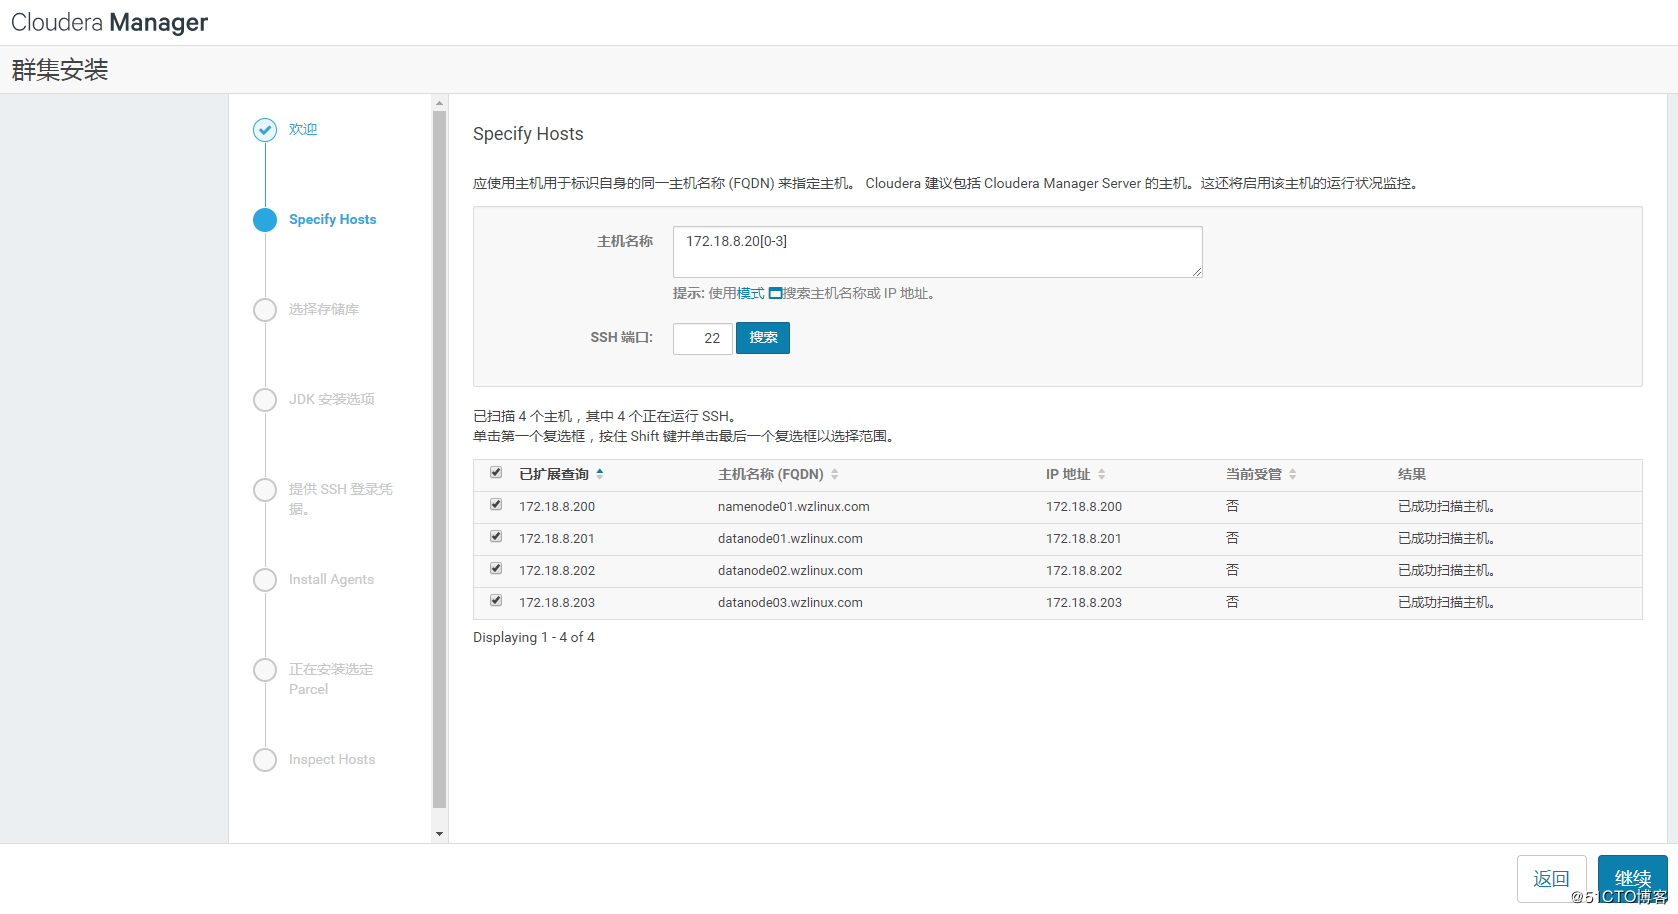 Cloudera Manager
群集安装
欢迎
Specify Hosts
选择存储库
JDK 安装选项
提供 SSH 登录凭
据。
Install Agents
正在安装选定
Parcel
Inspect Hosts
Specify Hosts
应使用主机用于标识自身的同一主机名称 (FQDN) 来指定主机。 Cloudera 建议包括 Cloudera Manager Server 的主机。这还将启用该主机的运行状况监控。
主机名称 172.18.8.20[0-3]
提示: 使用模式 搜索主机名称或 IP 地址。
SSH 端口: 22 搜索
已扫描 4 个主机，其中 4 个正在运行 SSH。
单击第一个复选框，按住 Shift 键并单击最后一个复选框以选择范围。
已扩展查询 主机名称 (FQDN) IP 地址 当前受管 结果
172.18.8.200 namenode01.wzlinux.com 172.18.8.200 否 已成功扫描主机。
172.18.8.201 datanode01.wzlinux.com 172.18.8.201 否 已成功扫描主机。
172.18.8.202 datanode02.wzlinux.com 172.18.8.202 否 已成功扫描主机。
172.18.8.203 datanode03.wzlinux.com 172.18.8.203 否 已成功扫描主机。
Displaying 1 - 4 of 4
返回 继续
@51CTO博客